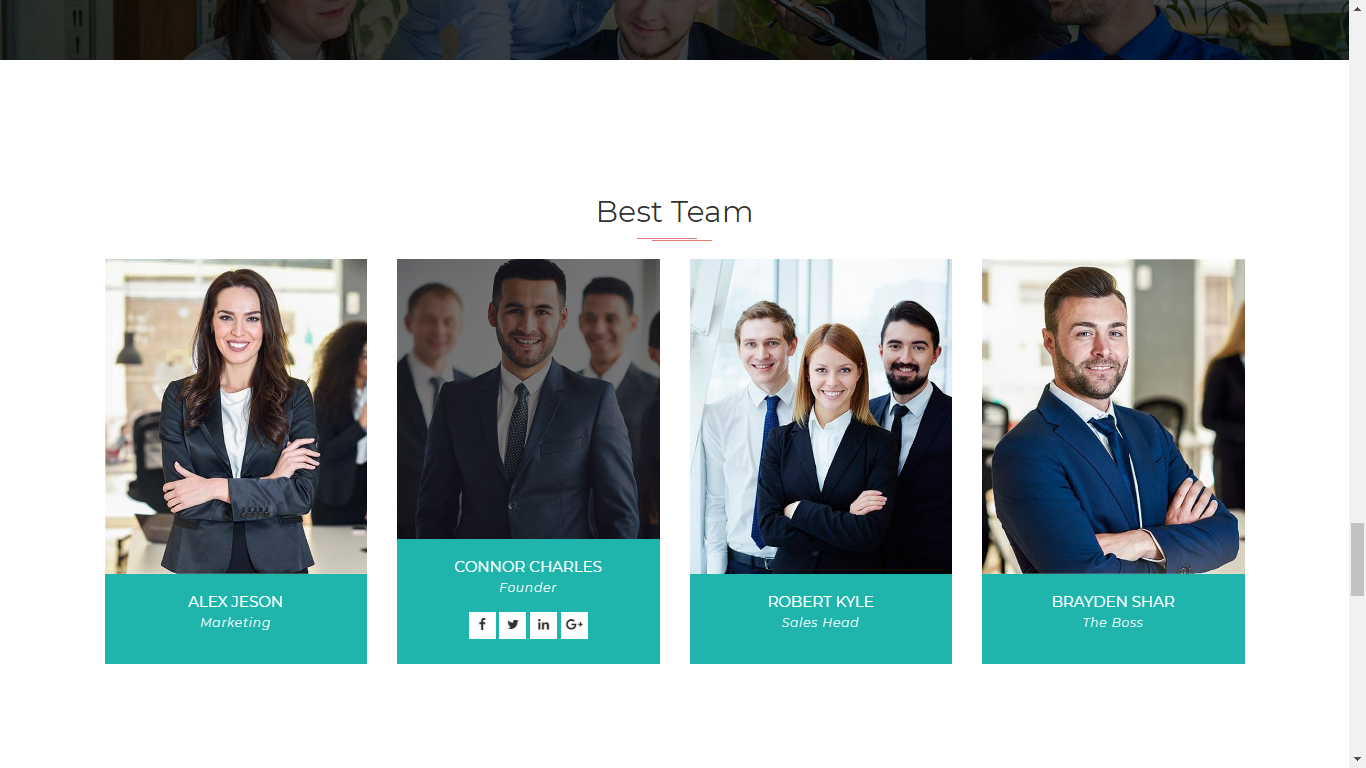 Best Team
ALEX JESON
Marketing
CONNOR CHARLES
Founder
ROBERT KYLE
Sales Head
BRAYDEN SHAR
The Boss